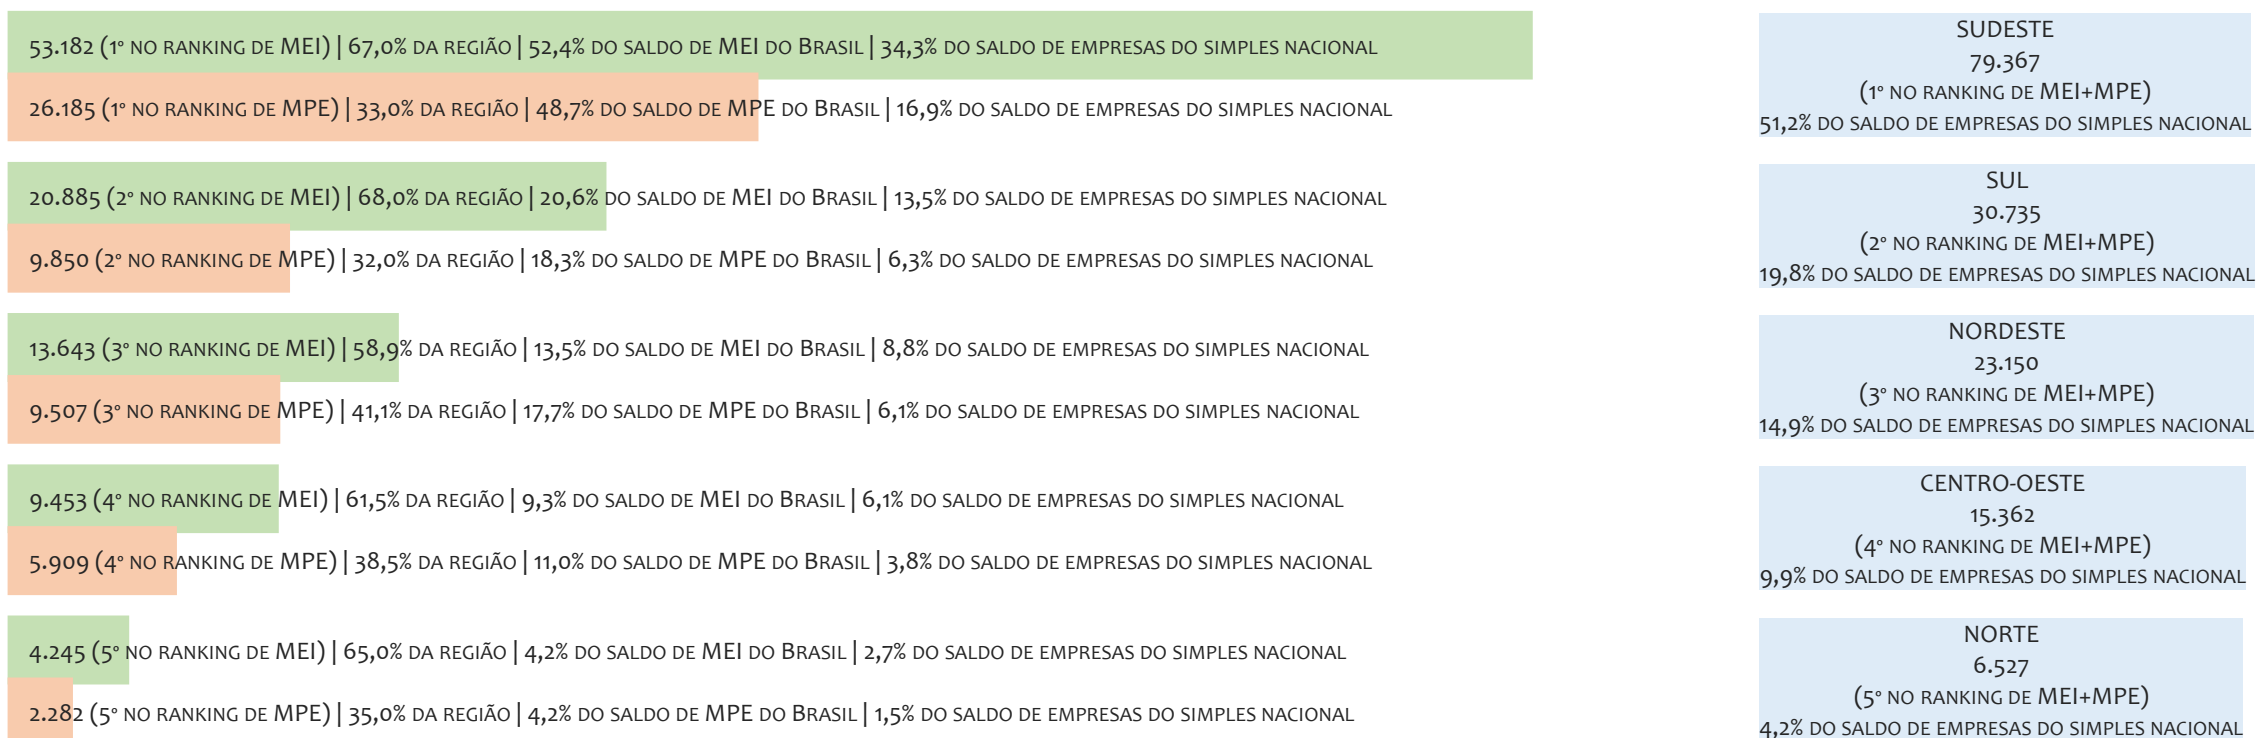 53.182 (1º NO RANKING DE MEI) | 67,0% DA REGIÃO | 52,4% DO SALDO DE MEI DO BRASIL | 34,3% DO SALDO DE EMPRESAS DO SIMPLES NACIONAL
26.185 (1º NO RANKING DE MPE) | 33,0% DA REGIÃO | 48,7% DO SALDO DE MPE DO BRASIL | 16,9% DO SALDO DE EMPRESAS DO SIMPLES NACIONAL
SUDESTE
79.367
(1º NO RANKING DE MEI+MPE)
51,2% DO SALDO DE EMPRESAS DO SIMPLES NACIONAL
20.885 (2º NO RANKING DE MEI) | 68,0% DA REGIÃO | 20,6% DO SALDO DE MEI DO BRASIL | 13,5% DO SALDO DE EMPRESAS DO SIMPLES NACIONAL
9.850 (2º NO RANKING DE MPE) | 32,0% DA REGIÃO | 18,3% DO SALDO DE MPE DO BRASIL | 6,3% DO SALDO DE EMPRESAS DO SIMPLES NACIONAL
SUL
30.735
(2º NO RANKING DE MEI+MPE)
19,8% DO SALDO DE EMPRESAS DO SIMPLES NACIONAL
13.643 (3º NO RANKING DE MEI) | 58,9% DA REGIÃO | 13,5% DO SALDO DE MEI DO BRASIL | 8,8% DO SALDO DE EMPRESAS DO SIMPLES NACIONAL
9.507 (3º NO RANKING DE MPE) | 41,1% DA REGIÃO | 17,7% DO SALDO DE MPE DO BRASIL | 6,1% DO SALDO DE EMPRESAS DO SIMPLES NACIONAL
NORDESTE
23.150
(3º NO RANKING DE MEI+MPE)
14,9% DO SALDO DE EMPRESAS DO SIMPLES NACIONAL
9.453 (4º NO RANKING DE MEI) | 61,5% DA REGIÃO | 9,3% DO SALDO DE MEI DO BRASIL | 6,1% DO SALDO DE EMPRESAS DO SIMPLES NACIONAL
5.909 (4º NO RANKING DE MPE) | 38,5% DA REGIÃO | 11,0% DO SALDO DE MPE DO BRASIL | 3,8% DO SALDO DE EMPRESAS DO SIMPLES NACIONAL
CENTRO-OESTE
15.362
(4º NO RANKING DE MEI+MPE)
9,9% DO SALDO DE EMPRESAS DO SIMPLES NACIONAL
4.245 (5º NO RANKING DE MEI) | 65,0% DA REGIÃO | 4,2% DO SALDO DE MEI DO BRASIL | 2,7% DO SALDO DE EMPRESAS DO SIMPLES NACIONAL
2.282 (5º NO RANKING DE MPE) | 35,0% DA REGIÃO | 4,2% DO SALDO DE MPE DO BRASIL | 1,5% DO SALDO DE EMPRESAS DO SIMPLES NACIONAL
NORTE
6.527
(5º NO RANKING DE MEI+MPE)
4,2% DO SALDO DE EMPRESAS DO SIMPLES NACIONAL